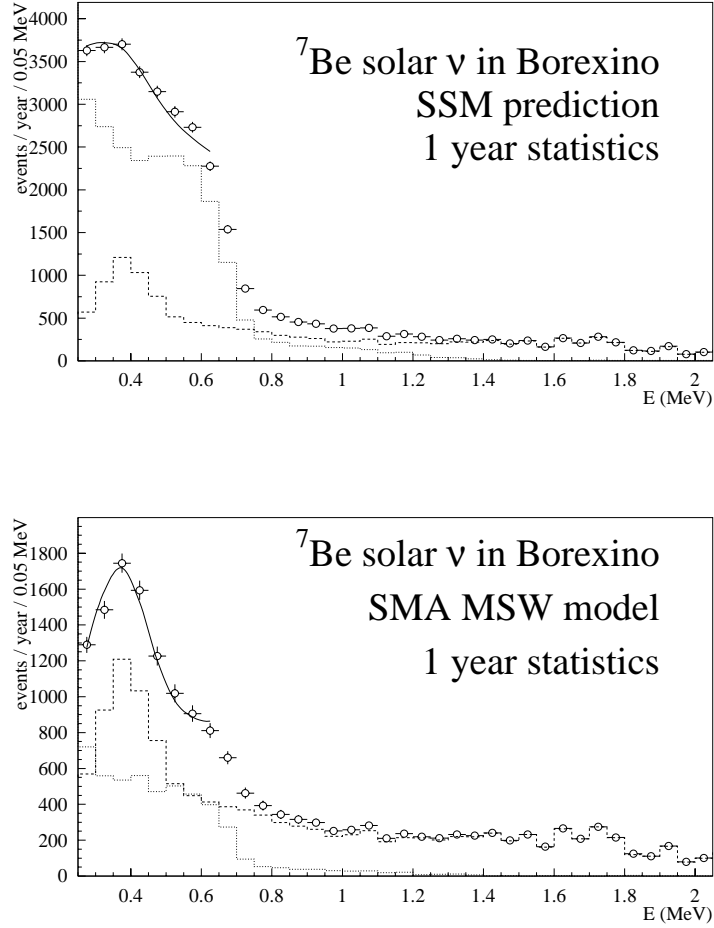 events / year / 0.05 MeV
4000
3500
3000
2500
2000
1500
1000
500
0
⁷Be solar ν in Borexino
SSM prediction
1 year statistics
0.4 0.6 0.8 1 1.2 1.4 1.6 1.8 2
E (MeV)
events / year / 0.05 MeV
1800
1600
1400
1200
1000
800
600
400
200
0
⁷Be solar ν in Borexino
SMA MSW model
1 year statistics
0.4 0.6 0.8 1 1.2 1.4 1.6 1.8 2
E (MeV)